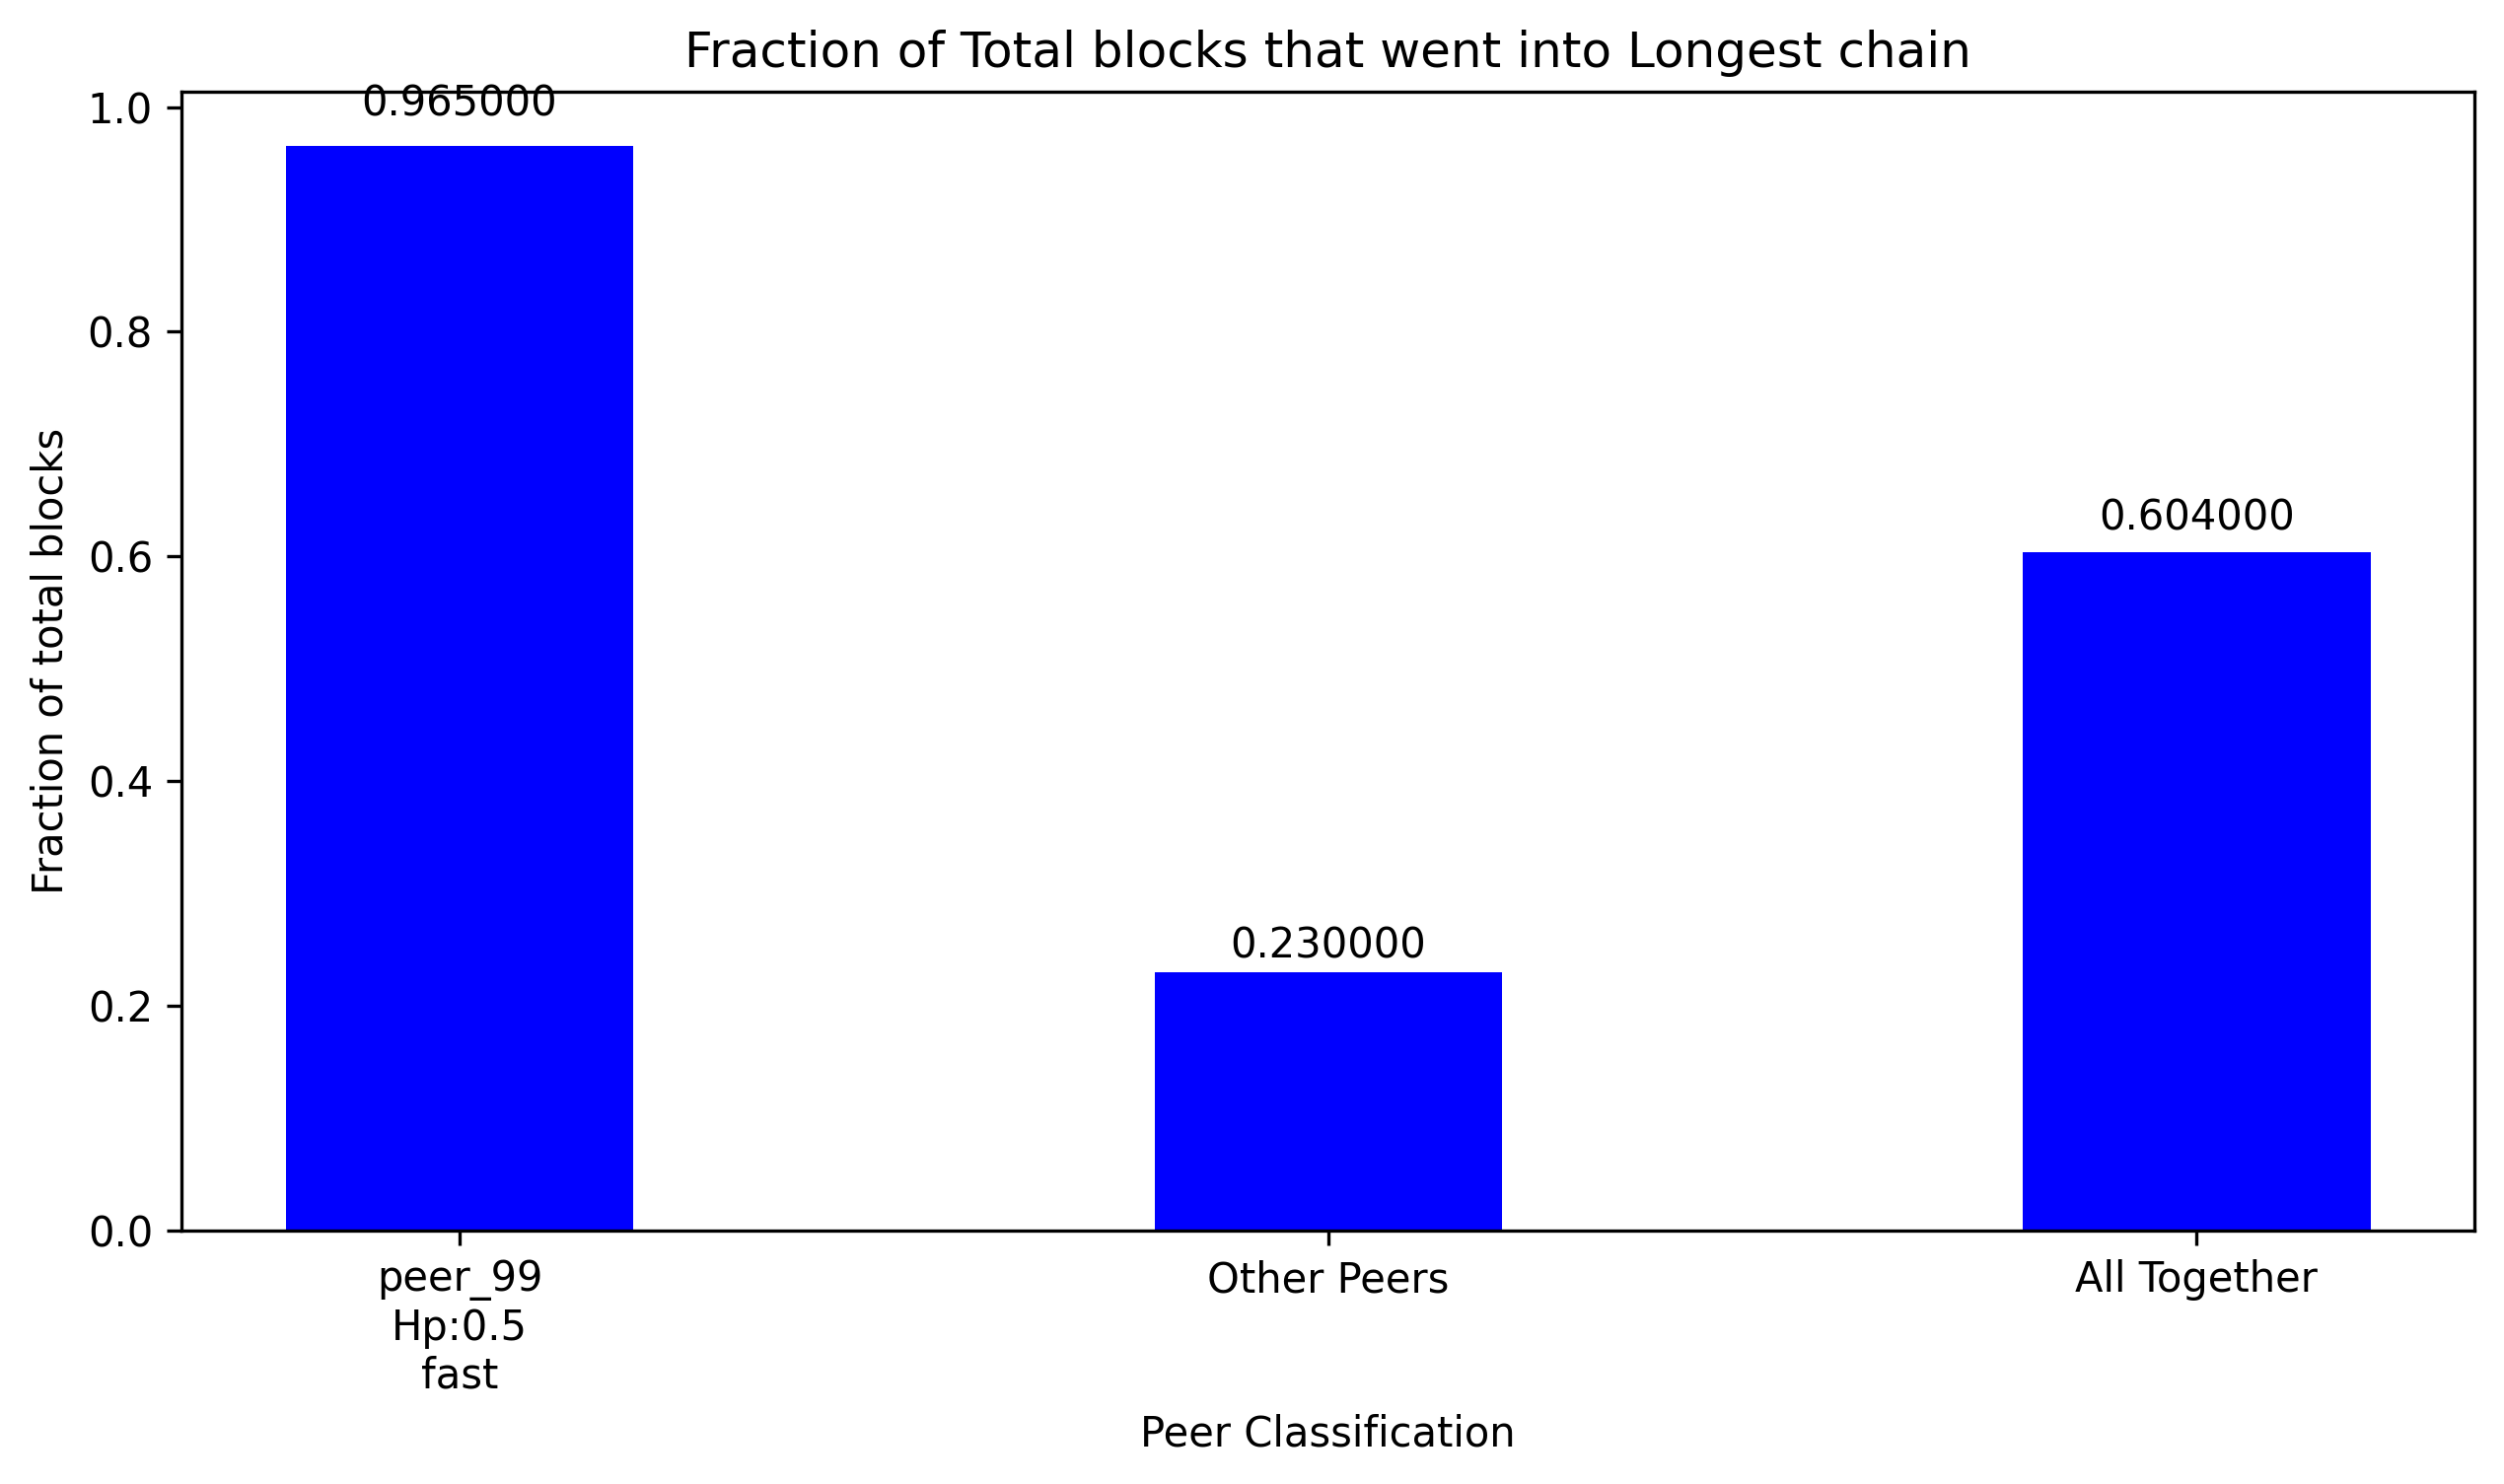 Fraction of Total blocks that went into Longest chain
Fraction of total blocks
1.0
0.8
0.6
0.4
0.2
0.0
0.965000
0.230000
0.604000
peer_99
Hp:0.5
fast
Other Peers
All Together
Peer Classification